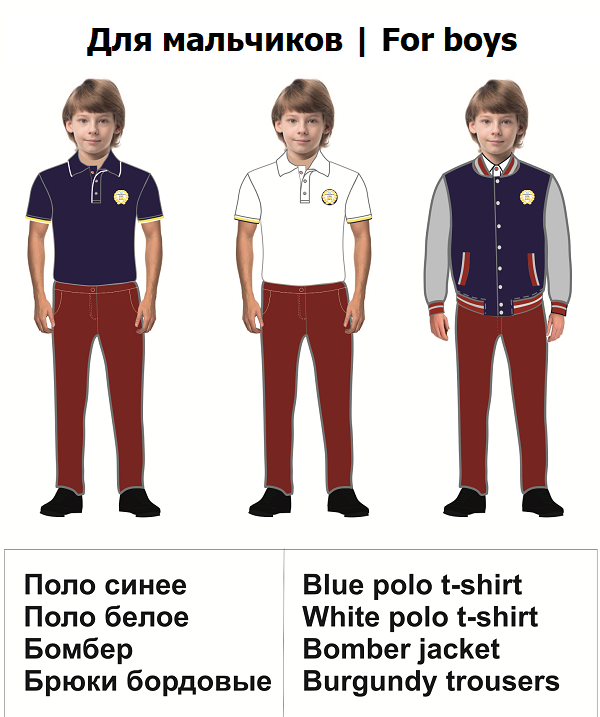 Для мальчиков | For boys
Поло синее
Поло белое
Бомбер
Брюки бордовые
Blue polo t-shirt
White polo t-shirt
Bomber jacket
Burgundy trousers